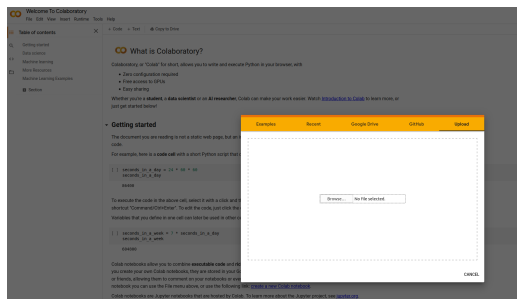 Welcome To Colaboratory
File Edit View Insert Runtime Tools Help
Table of contents
+ Code + Text Copy to Drive
Getting started
Data science
Machine learning
More Resources
Machine Learning Examples
Section
What is Colaboratory?
Colaboratory, or "Colab" for short, allows you to write and execute Python in your browser, with
Zero configuration required
Free access to GPUs
Easy sharing
Whether you're a student, a data scientist or an AI researcher, Colab can make your work easier. Watch Introduction to Colab to learn more, or
just get started below!
Getting started
The document you are reading is not a static web page, but an
code.
For example, here is a code cell with a short Python script that
[ ] seconds_in_a_day = 24 * 60 * 60
seconds_in_a_day
86400
To execute the code in the above cell, select it with a click and th
shortcut "Command/Ctrl+Enter". To edit the code, just click the
Variables that you define in one cell can later be used in other c
[ ] seconds_in_a_week = 7 * seconds_in_a_day
seconds_in_a_week
604800
Colab notebooks allow you to combine executable code and
you create your own Colab notebooks, they are stored in your G
or friends, allowing them to comment on your notebooks or even
notebook you can use the File menu above, or use the following link: create a new Colab notebook.
Colab notebooks are Jupyter notebooks that are hosted by Colab. To learn more about the Jupyter project, see jupyter.org.
Examples Recent Google Drive GitHub Upload
Browse... No file selected.
CANCEL